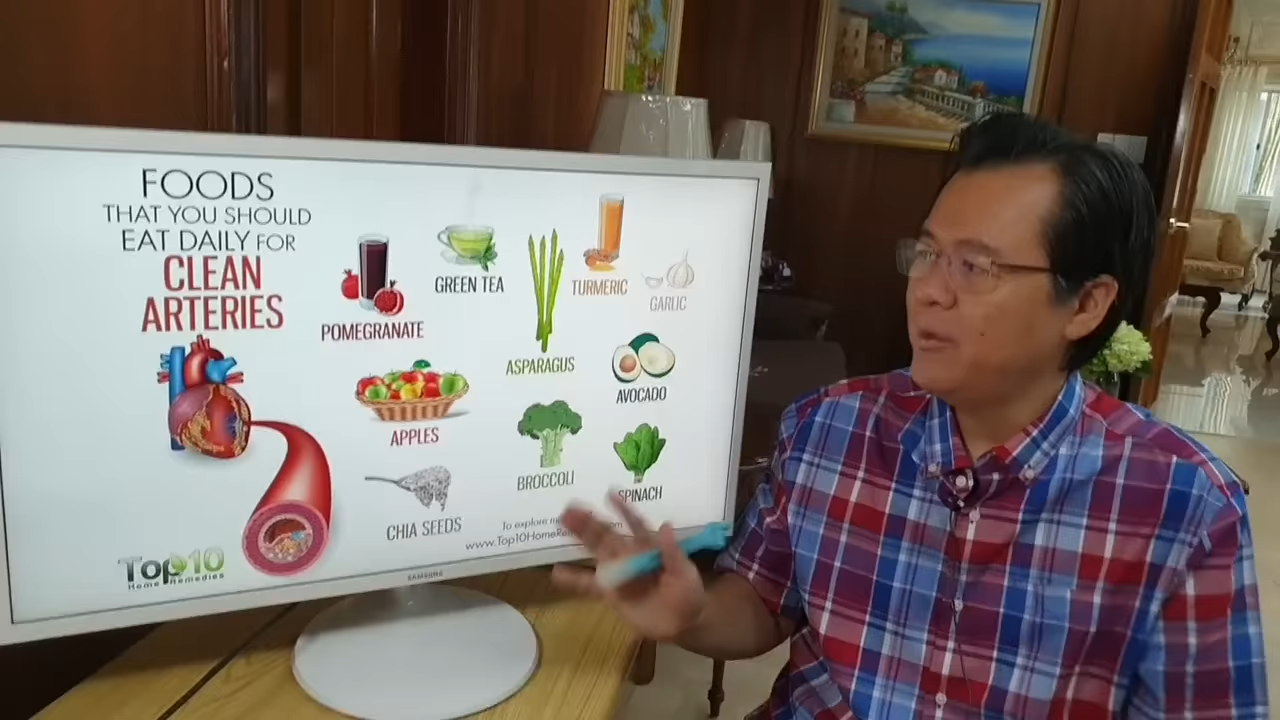 FOODS
THAT YOU SHOULD
EAT DAILY FOR
CLEAN
ARTERIES
POMEGRANATE
GREEN TEA
ASPARAGUS
TURMERIC
GARLIC
APPLES
AVOCADO
BROCCOLI
SPINACH
CHIA SEEDS
To explore
www.Top10HomeRe
Top10
Home Remedies
SAMSUNG